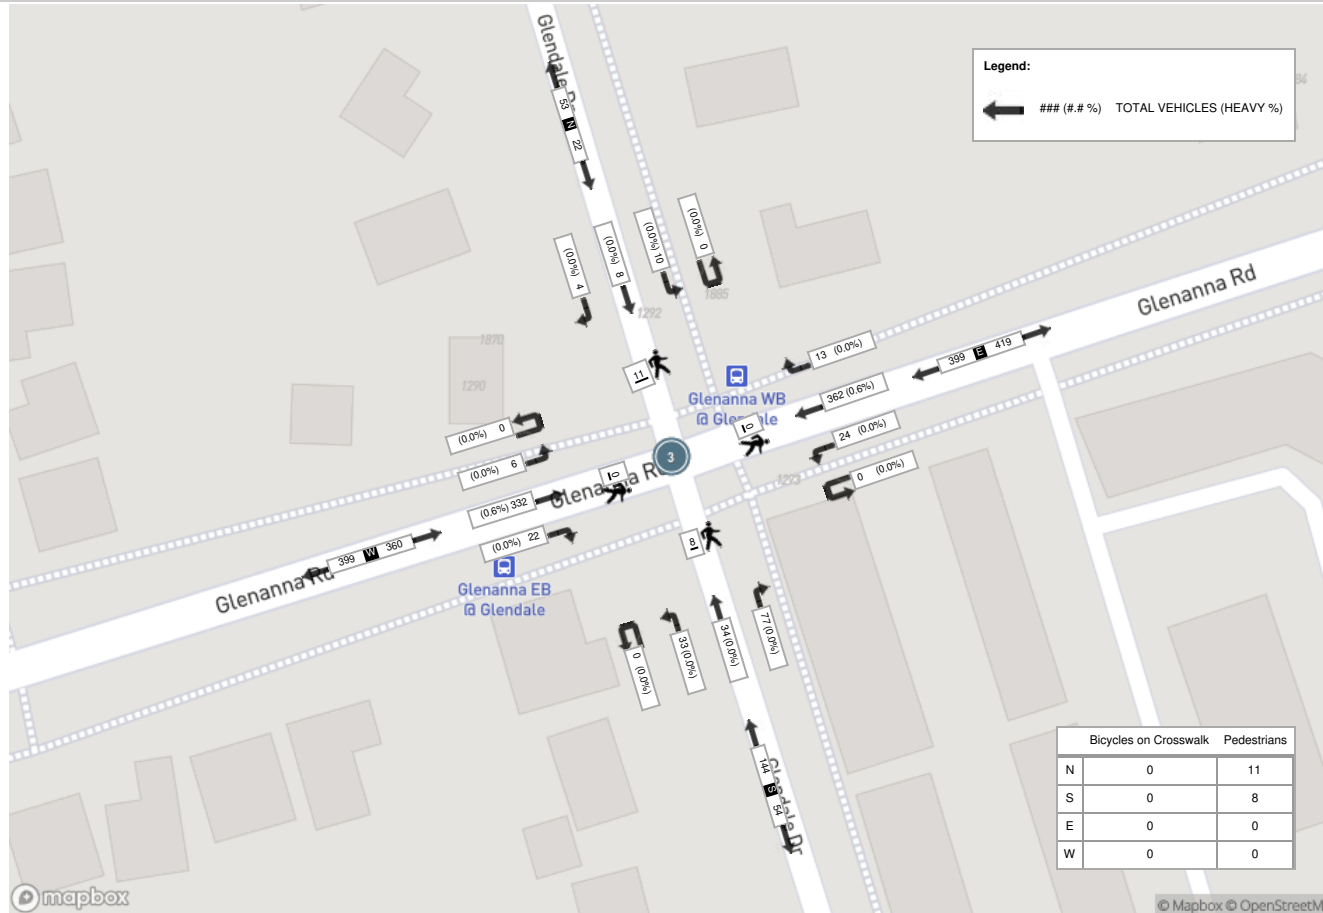 Glendale Dr
53 N 22
Legend:
### (#.# %) TOTAL VEHICLES (HEAVY %)
(0.0%) 4
(0.0%) 8
(0.0%) 10
(0.0%) 0
1885
1292
Glenanna Rd
399 E 419
13 (0.0%)
362 (0.6%)
24 (0.0%)
0 (0.0%)
1870
1290
11
Glenanna WB
@ Glendale
0
3
1293
(0.0%) 0
(0.0%) 6
(0.6%) 332
(0.0%) 22
0
Glenanna Rd
399 W 360
Glenanna Rd
Glenanna EB
@ Glendale
8
0 (0.0%)
33 (0.0%)
34 (0.0%)
77 (0.0%)
144 S 54
Glendale Dr
Bicycles on Crosswalk Pedestrians
N 0 11
S 0 8
E 0 0
W 0 0
mapbox
© Mapbox © OpenStreetM